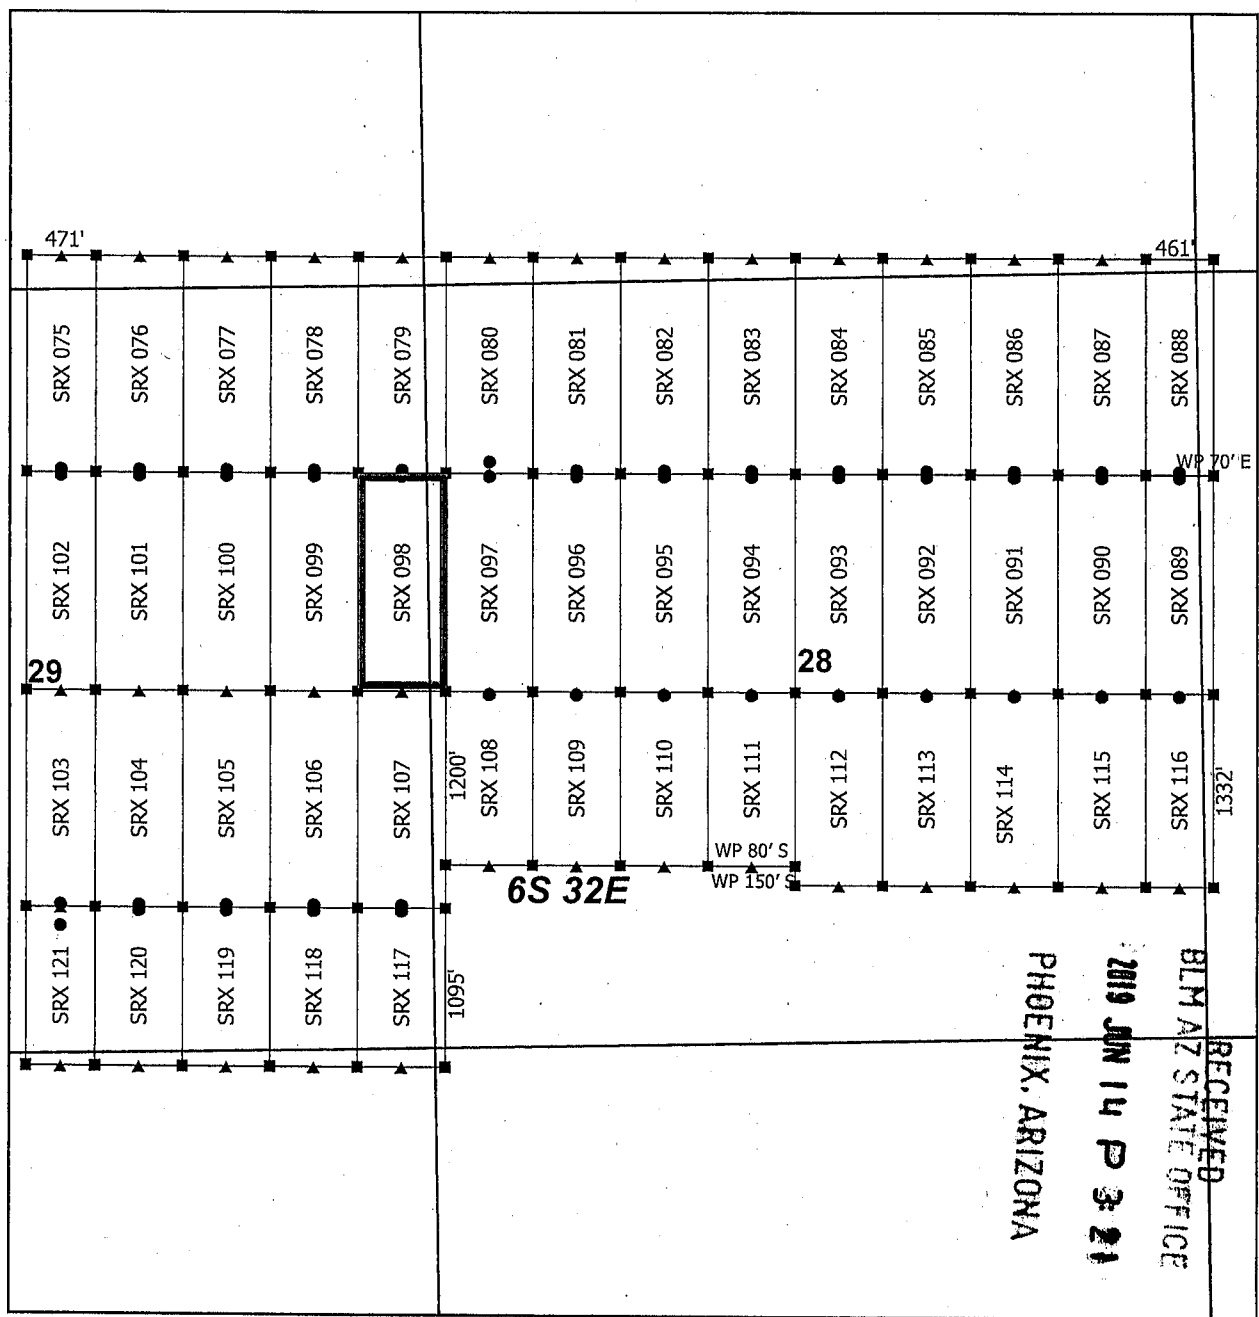 471'
461'
SRX 075
SRX 076
SRX 077
SRX 078
SRX 079
SRX 080
SRX 081
SRX 082
SRX 083
SRX 084
SRX 085
SRX 086
SRX 087
SRX 088
WP 70' E
SRX 102
SRX 101
SRX 100
SRX 099
SRX 098
SRX 097
SRX 096
SRX 095
SRX 094
SRX 093
SRX 092
SRX 091
SRX 090
SRX 089
29
28
SRX 103
SRX 104
SRX 105
SRX 106
SRX 107
1200'
SRX 108
SRX 109
SRX 110
SRX 111
SRX 112
SRX 113
SRX 114
SRX 115
SRX 116
1332'
WP 80' S
WP 150' S
6S 32E
SRX 121
SRX 120
SRX 119
SRX 118
SRX 117
1095'
RECEIVED
BLM AZ STATE OFFICE
2019 JUN 14 P 3 21
PHOENIX, ARIZONA